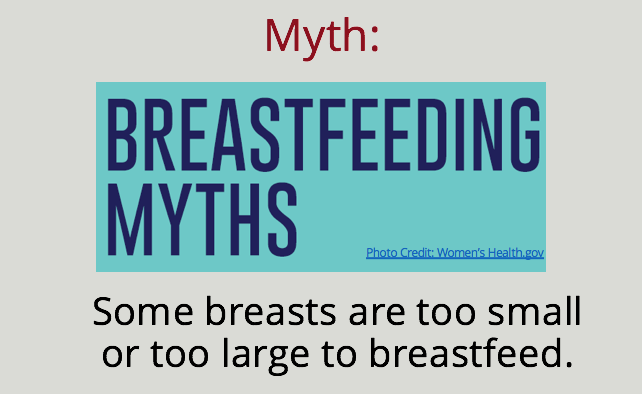 Myth:
BREASTFEEDING
MYTHS
Photo Credit: Women's Health.gov
Some breasts are too small
or too large to breastfeed.